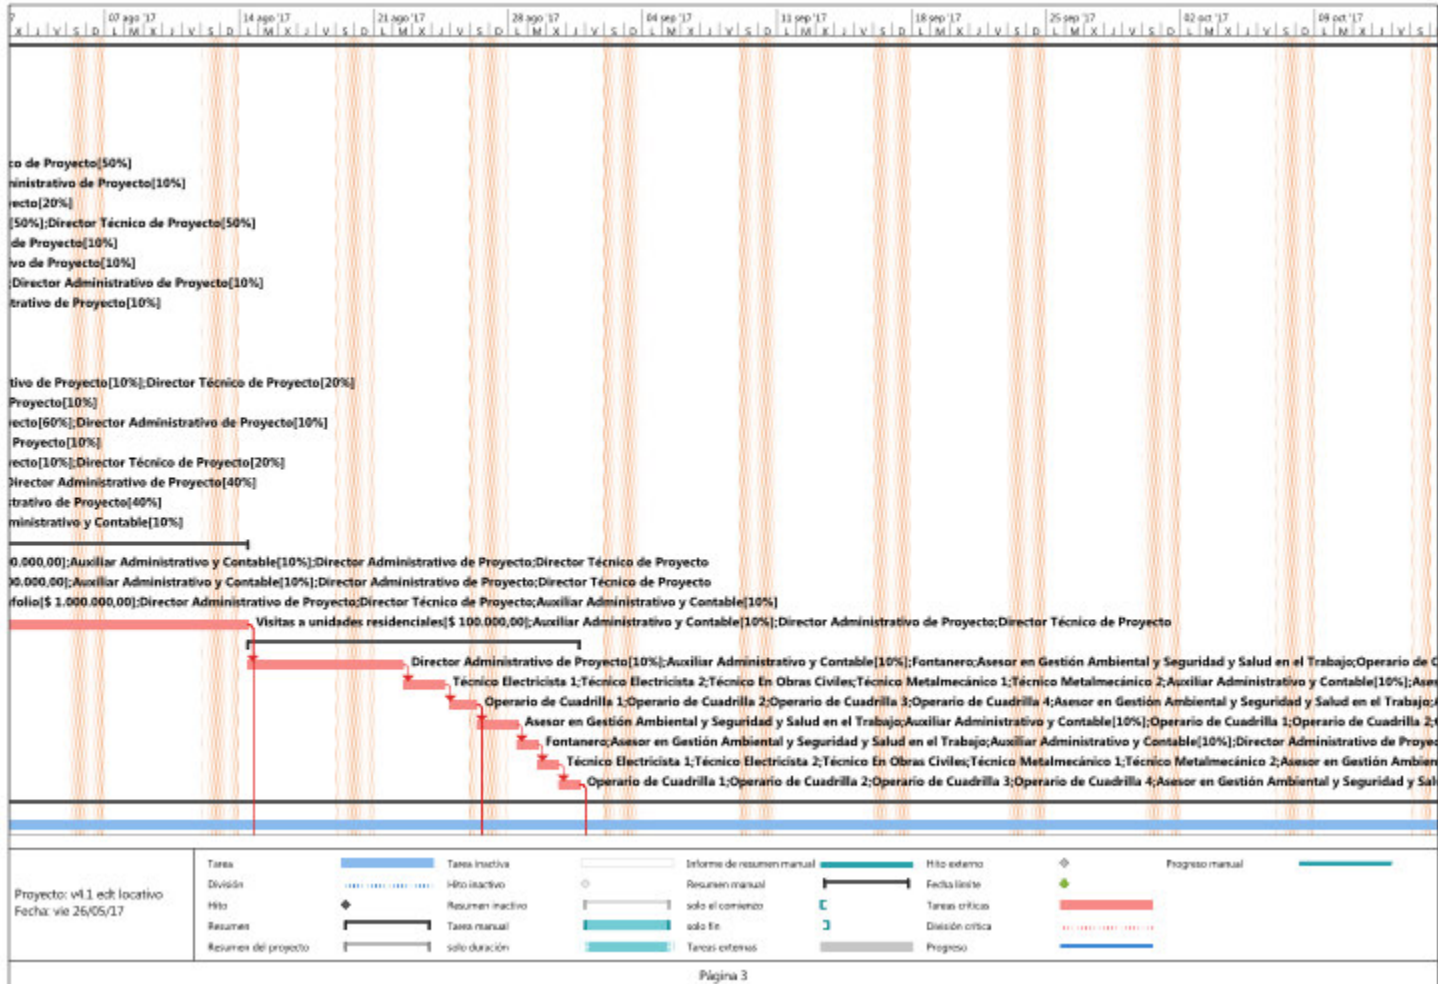 7 07 ago '17 14 ago '17 21 ago '17 28 ago '17 04 sep '17 11 sep '17 18 sep '17 25 sep '17 02 oct '17 09 oct '17
X J V S D L M X J V S D L M X J V S D L M X J V S D L M X J V S D L M X J V S D L M X J V S D L M X J V S D L M X J V S D L M X J V S D L M X J V S
co de Proyecto[50%]
ninistrativo de Proyecto[10%]
recto[20%]
[50%];Director Técnico de Proyecto[50%]
de Proyecto[10%]
ivo de Proyecto[10%]
;Director Administrativo de Proyecto[10%]
trativo de Proyecto[10%]
tivo de Proyecto[10%];Director Técnico de Proyecto[20%]
Proyecto[10%]
recto[60%];Director Administrativo de Proyecto[10%]
Proyecto[10%]
recto[10%];Director Técnico de Proyecto[20%]
Director Administrativo de Proyecto[40%]
strativo de Proyecto[40%]
ministrativo y Contable[10%]
0.000,00];Auxiliar Administrativo y Contable[10%];Director Administrativo de Proyecto;Director Técnico de Proyecto
00.000,00];Auxiliar Administrativo y Contable[10%];Director Administrativo de Proyecto;Director Técnico de Proyecto
tfolio[$ 1.000.000,00];Director Administrativo de Proyecto;Director Técnico de Proyecto;Auxiliar Administrativo y Contable[10%]
Visitas a unidades residenciales[$ 100.000,00];Auxiliar Administrativo y Contable[10%];Director Administrativo de Proyecto;Director Técnico de Proyecto
Director Administrativo de Proyecto[10%];Auxiliar Administrativo y Contable[10%];Fontanero;Asesor en Gestión Ambiental y Seguridad y Salud en el Trabajo;Operario de C
Técnico Electricista 1;Técnico Electricista 2;Técnico En Obras Civiles;Técnico Metalmecánico 1;Técnico Metalmecánico 2;Auxiliar Administrativo y Contable[10%];Ases
Operario de Cuadrilla 1;Operario de Cuadrilla 2;Operario de Cuadrilla 3;Operario de Cuadrilla 4;Asesor en Gestión Ambiental y Seguridad y Salud en el Trabajo;A
Asesor en Gestión Ambiental y Seguridad y Salud en el Trabajo;Auxiliar Administrativo y Contable[10%];Operario de Cuadrilla 1;Operario de Cuadrilla 2;
Fontanero;Asesor en Gestión Ambiental y Seguridad y Salud en el Trabajo;Auxiliar Administrativo y Contable[10%];Director Administrativo de Proyec
Técnico Electricista 1;Técnico Electricista 2;Técnico En Obras Civiles;Técnico Metalmecánico 1;Técnico Metalmecánico 2;Asesor en Gestión Ambien
Operario de Cuadrilla 1;Operario de Cuadrilla 2;Operario de Cuadrilla 3;Operario de Cuadrilla 4;Asesor en Gestión Ambiental y Seguridad y Sal
Proyecto: v4.1 edt locativo
Fecha: vie 26/05/17
Tarea Tarea inactiva Informe de resumen manual Hito externo Progreso manual
División Hito inactivo Resumen manual Fecha límite
Hito Resumen inactivo solo el comienzo Tareas críticas
Resumen Tarea manual solo fin División crítica
Resumen del proyecto solo duración Tareas externas Progreso
Página 3